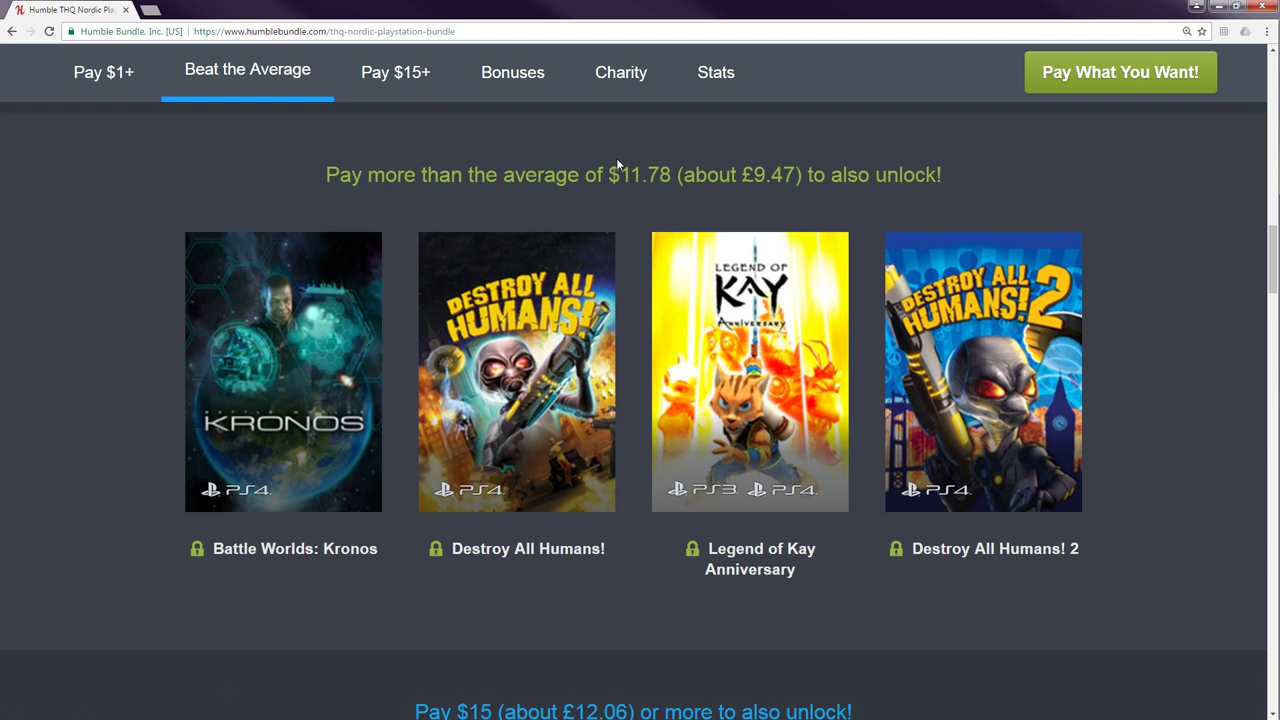 Humble THQ Nordic Pla
Humble Bundle, Inc. [US]
https://www.humblebundle.com/thq-nordic-playstation-bundle
Pay $1+
Beat the Average
Pay $15+
Bonuses
Charity
Stats
Pay What You Want!
Pay more than the average of $11.78 (about £9.47) to also unlock!
BATTLE WORLDS
KRONOS
PS4
DESTROY ALL
HUMANS!
PS4
LEGEND OF
KAY
ANNIVERSARY
PS3 PS4
DESTROY ALL
HUMANS! 2
PS4
Battle Worlds: Kronos
Destroy All Humans!
Legend of Kay
Anniversary
Destroy All Humans! 2
Pay $15 (about £12.06) or more to also unlock!